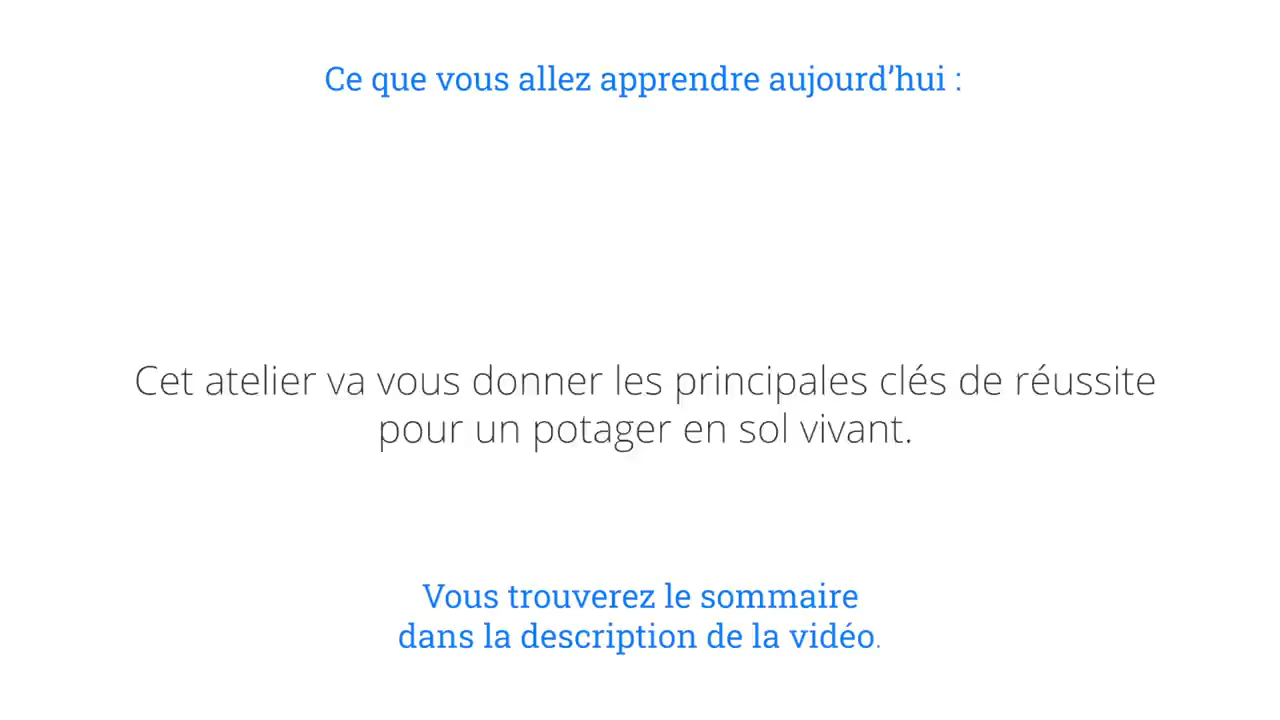 Ce que vous allez apprendre aujourd’hui :
Cet atelier va vous donner les principales clés de réussite
pour un potager en sol vivant.
Vous trouverez le sommaire
dans la description de la vidéo.